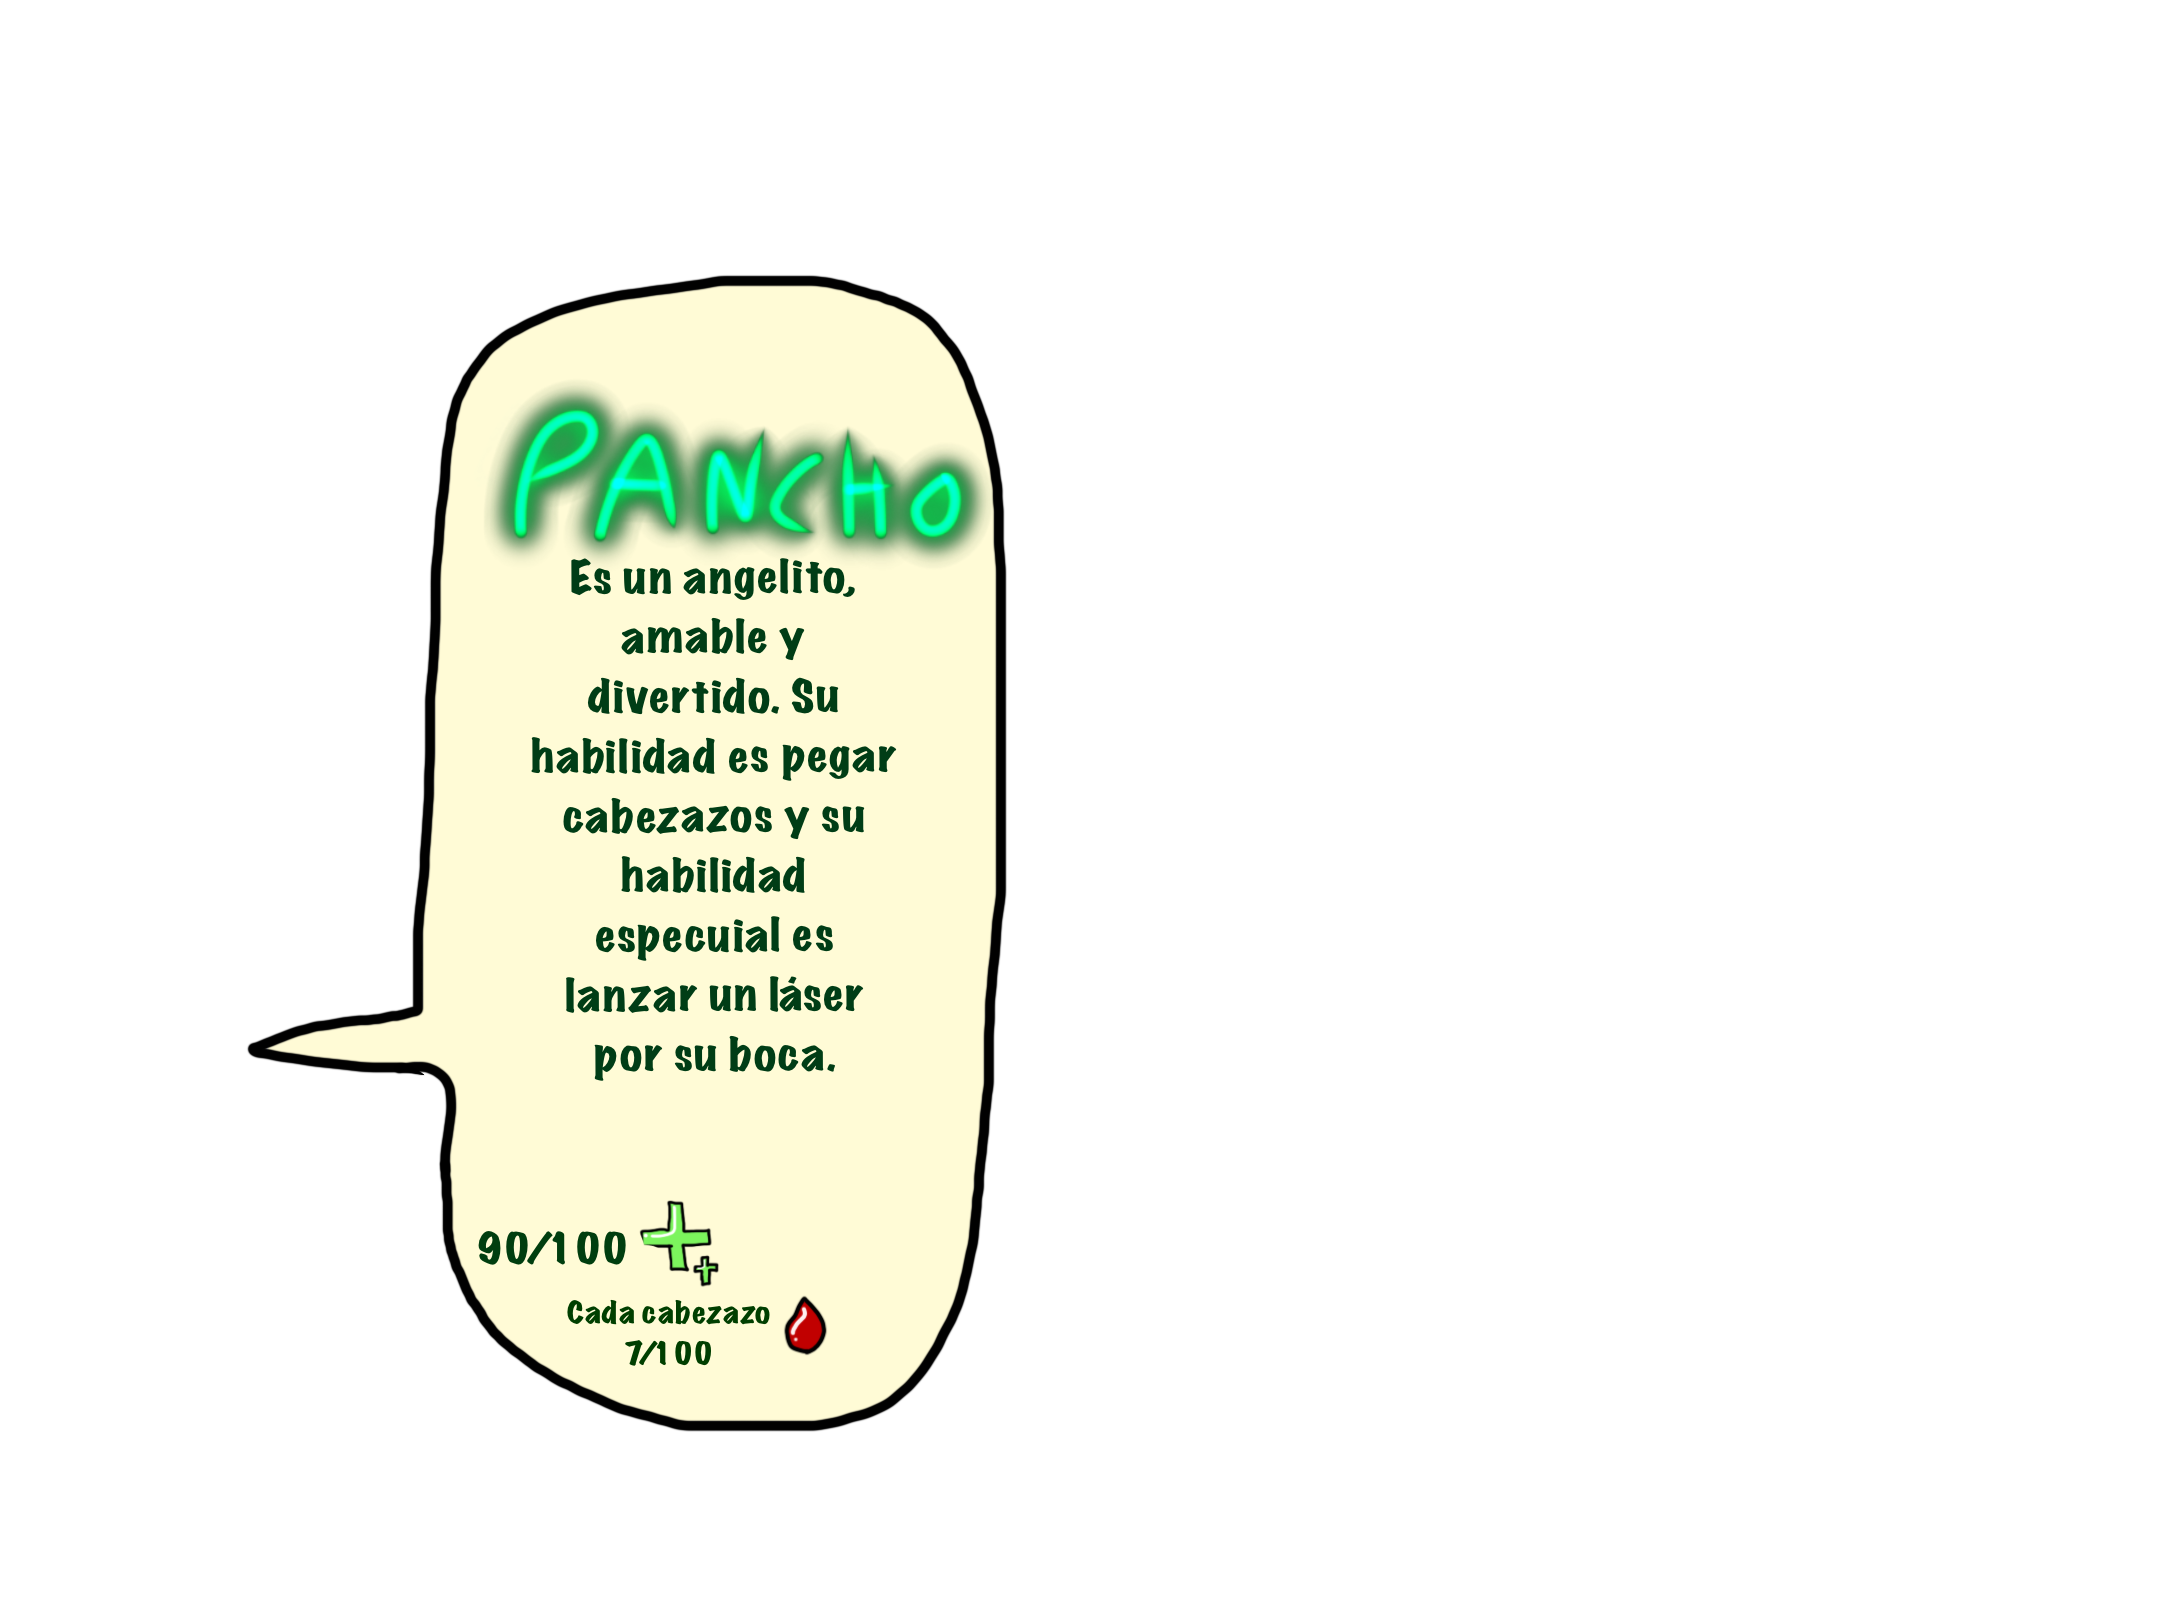 PANCHO
Es un angelito,
amable y
divertido. Su
habilidad es pegar
cabezazos y su
habilidad
especuial es
lanzar un láser
por su boca.
90/100
Cada cabezazo
7/100